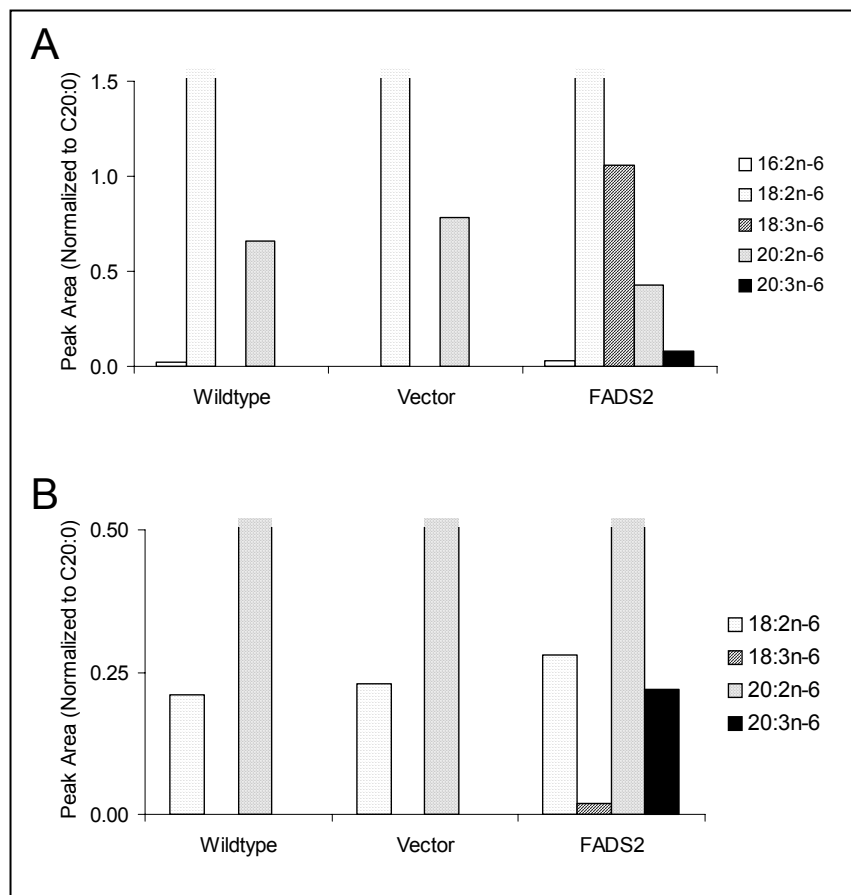 A
Peak Area (Normalized to C20:0)
1.5
1.0
0.5
0.0
Wildtype
Vector
FADS2
16:2n-6
18:2n-6
18:3n-6
20:2n-6
20:3n-6
B
Peak Area (Normalized to C20:0)
0.50
0.25
0.00
Wildtype
Vector
FADS2
18:2n-6
18:3n-6
20:2n-6
20:3n-6